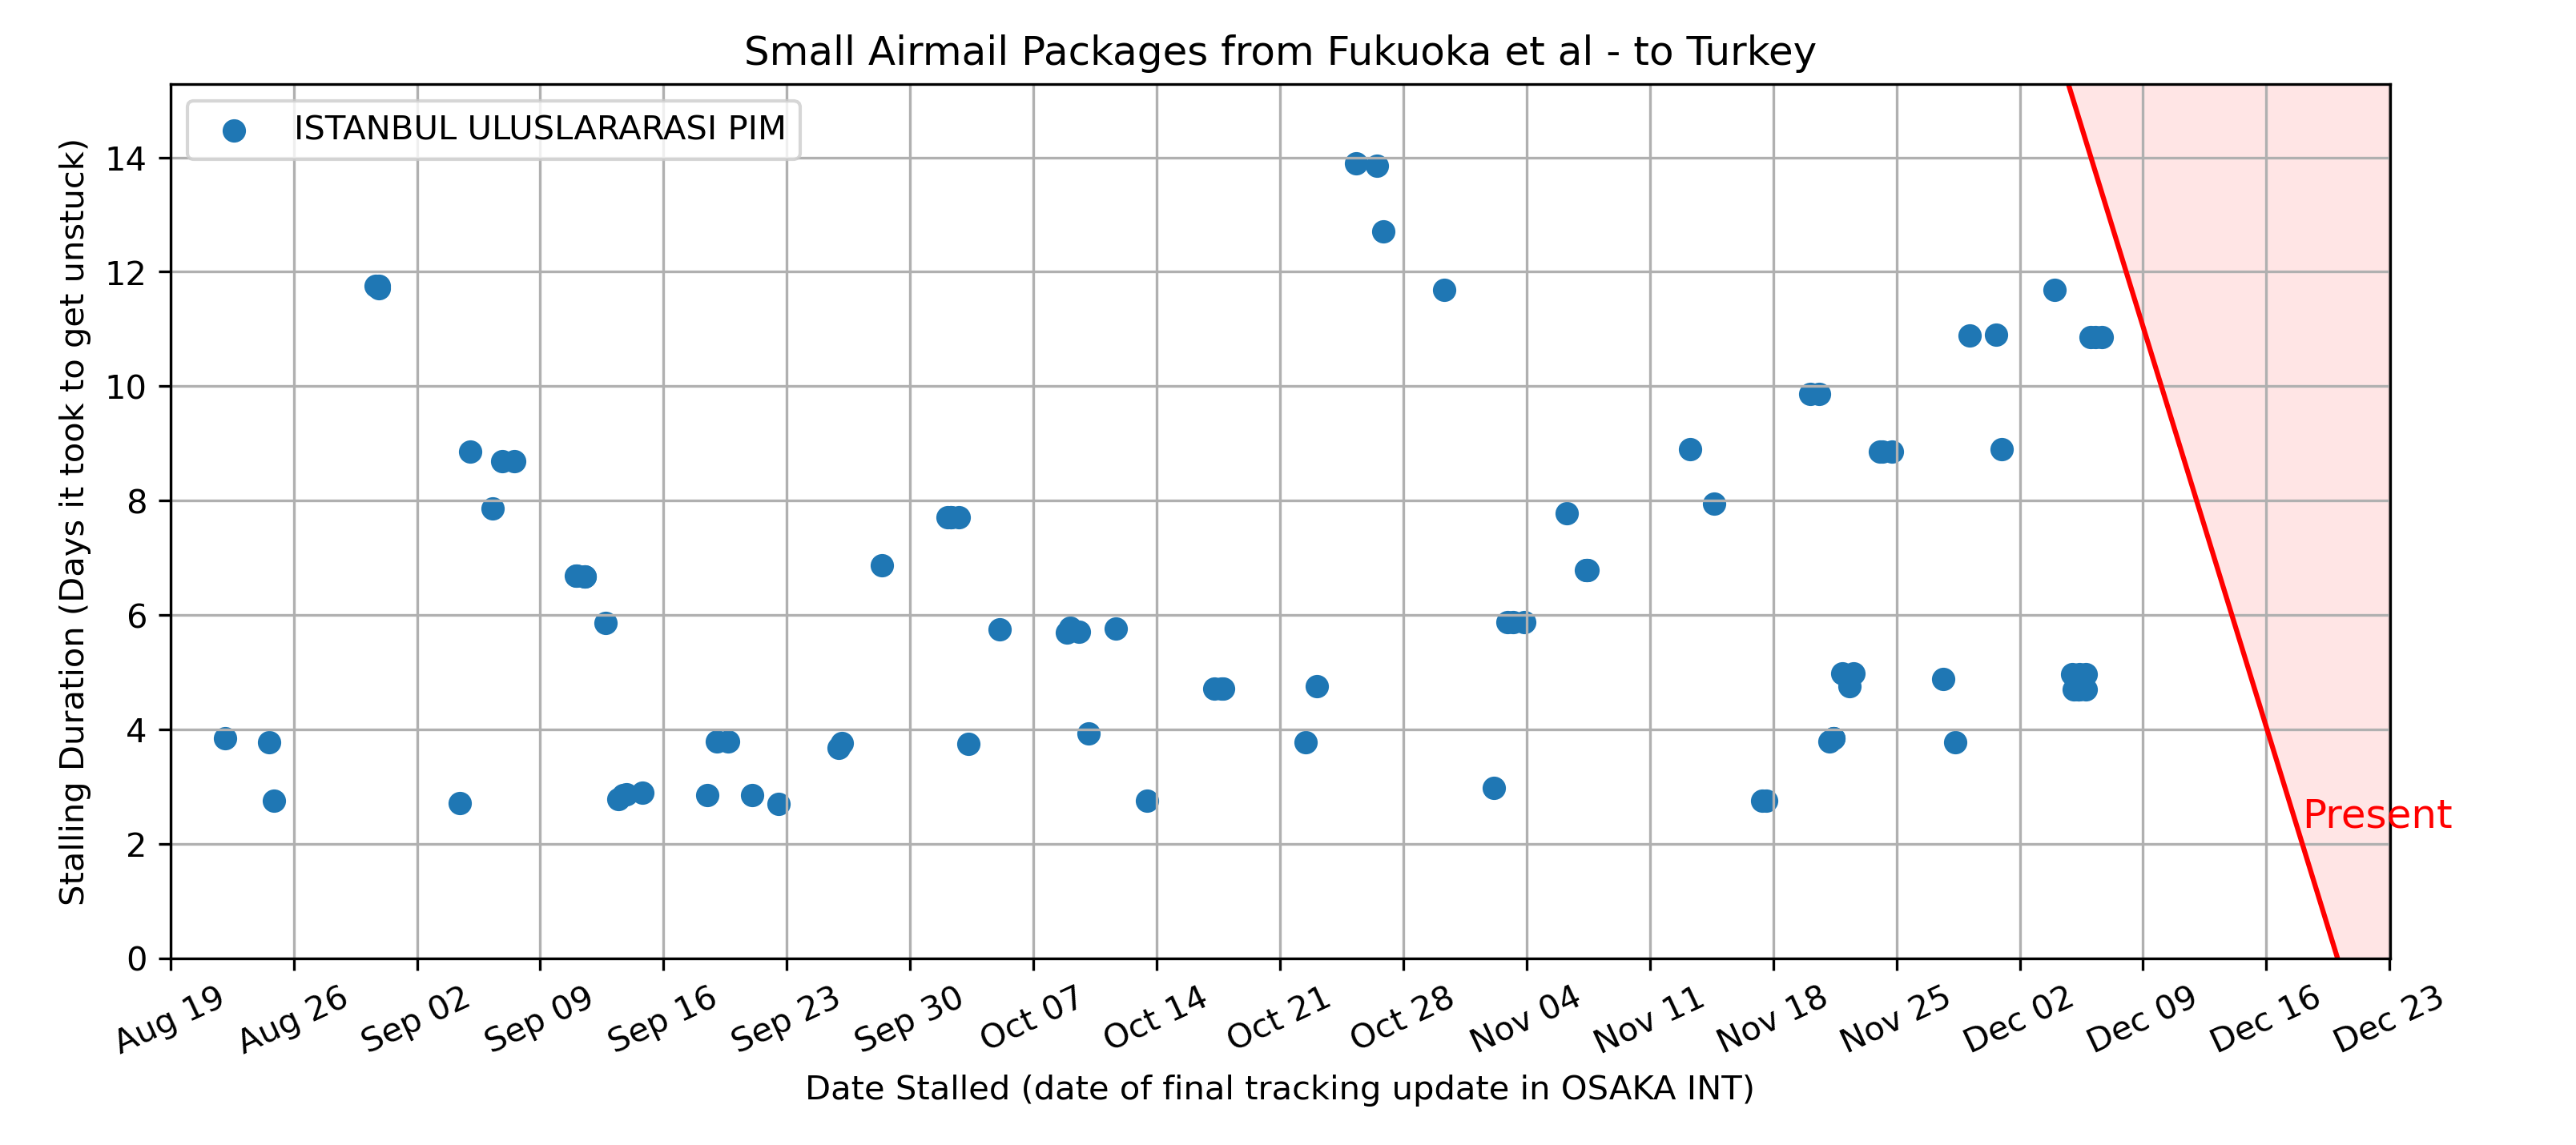 Small Airmail Packages from Fukuoka et al - to Turkey
ISTANBUL ULUSLARARASI PIM
Stalling Duration (Days it took to get unstuck)
14
12
10
8
6
4
2
0
Present
Aug 19
Aug 26
Sep 02
Sep 09
Sep 16
Sep 23
Sep 30
Oct 07
Oct 14
Oct 21
Oct 28
Nov 04
Nov 11
Nov 18
Nov 25
Dec 02
Dec 09
Dec 16
Dec 23
Date Stalled (date of final tracking update in OSAKA INT)